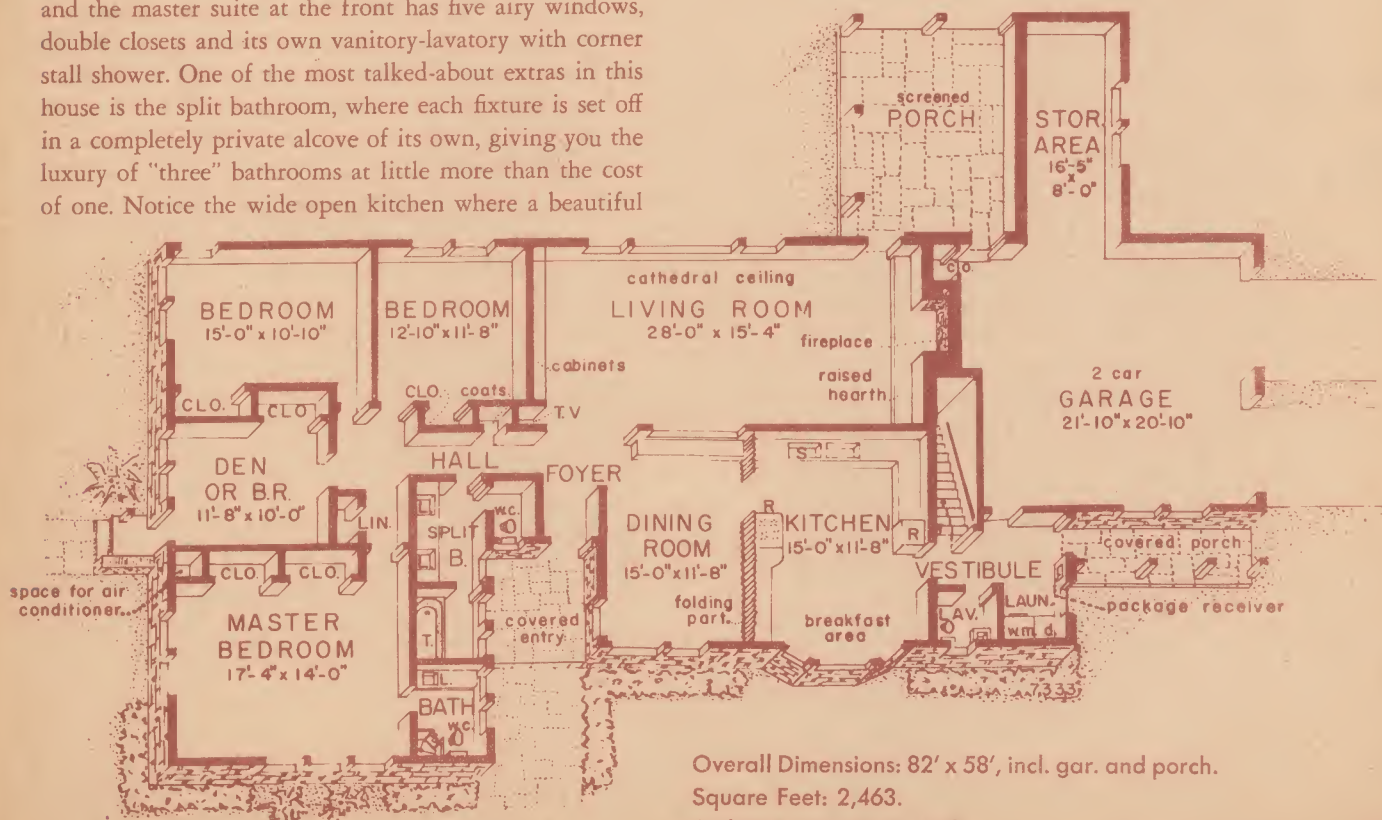 and the master suite at the front has five airy windows,
double closets and its own vanitory-lavatory with corner
stall shower. One of the most talked-about extras in this
house is the split bathroom, where each fixture is set off
in a completely private alcove of its own, giving you the
luxury of "three" bathrooms at little more than the cost
of one. Notice the wide open kitchen where a beautiful
screened
PORCH
STOR.
AREA
16'-5"
x
8'-0"
BEDROOM
15'-0" x 10'-10"
BEDROOM
12'-10" x 11'-8"
cathedral ceiling
LIVING ROOM
28'-0" x 15'-4"
fireplace
raised
hearth
cabinets
CLO.
2 car
GARAGE
21'-10" x 20'-10"
CLO.
CLO.
CLO.
coats
T.V
HALL
FOYER
DEN
OR B.R.
11'-8" x 10'-0"
LIN.
L
SPLIT
B.
T.
W.C.
DINING
ROOM
15'-0" x 11'-8"
folding
part.
S
R
KITCHEN
15'-0" x 11'-8"
R
breakfast
area
VESTIBULE
covered porch
package receiver
LAV.
LAUN.
w.m. d.
space for air
conditioner
CLO.
CLO.
MASTER
BEDROOM
17'-4" x 14'-0"
covered
entry
L.
BATH
W.C.
7333
Overall Dimensions: 82' x 58', incl. gar. and porch.
Square Feet: 2,463.